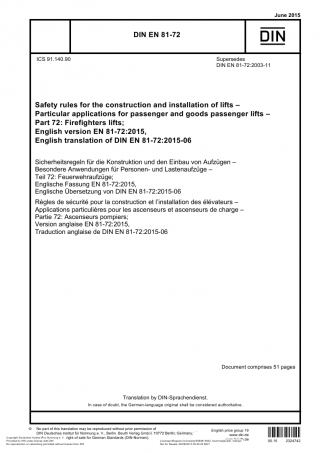 June 2015
DIN EN 81-72
DIN
ICS 91.140.90
Supersedes
DIN EN 81-72:2003-11
Safety rules for the construction and installation of lifts –
Particular applications for passenger and goods passenger lifts –
Part 72: Firefighters lifts;
English version EN 81-72:2015,
English translation of DIN EN 81-72:2015-06
Sicherheitsregeln für die Konstruktion und den Einbau von Aufzügen –
Besondere Anwendungen für Personen- und Lastenaufzüge –
Teil 72: Feuerwehraufzüge;
Englische Fassung EN 81-72:2015,
Englische Übersetzung von DIN EN 81-72:2015-06
Règles de sécurité pour la construction et l'installation des élévateurs –
Applications particulières pour les ascenseurs et ascenseurs de charge –
Partie 72: Ascenseurs pompiers;
Version anglaise EN 81-72:2015,
Traduction anglaise de DIN EN 81-72:2015-06
Document comprises 51 pages
Translation by DIN-Sprachendienst.
In case of doubt, the German-language original shall be considered authoritative.
© No part of this translation may be reproduced without prior permission of
DIN Deutsches Institut für Normung e. V., Berlin. Beuth Verlag GmbH, 10772 Berlin, Germany,
right of sale for German Standards (DIN-Normen).
English price group 19
www.din.de